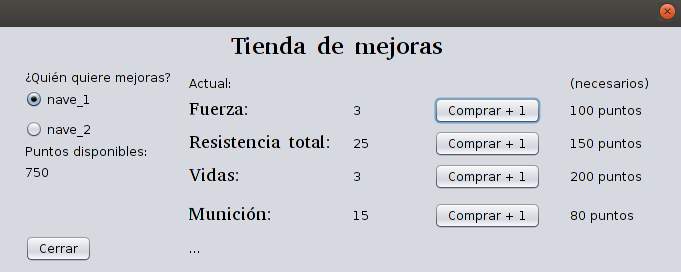 Tienda de mejoras
¿Quién quiere mejoras?
nave_1
nave_2
Puntos disponibles:
750
Actual:
(necesarios)
Fuerza: 3 Comprar + 1 100 puntos
Resistencia total: 25 Comprar + 1 150 puntos
Vidas: 3 Comprar + 1 200 puntos
Munición: 15 Comprar + 1 80 puntos
Cerrar
...